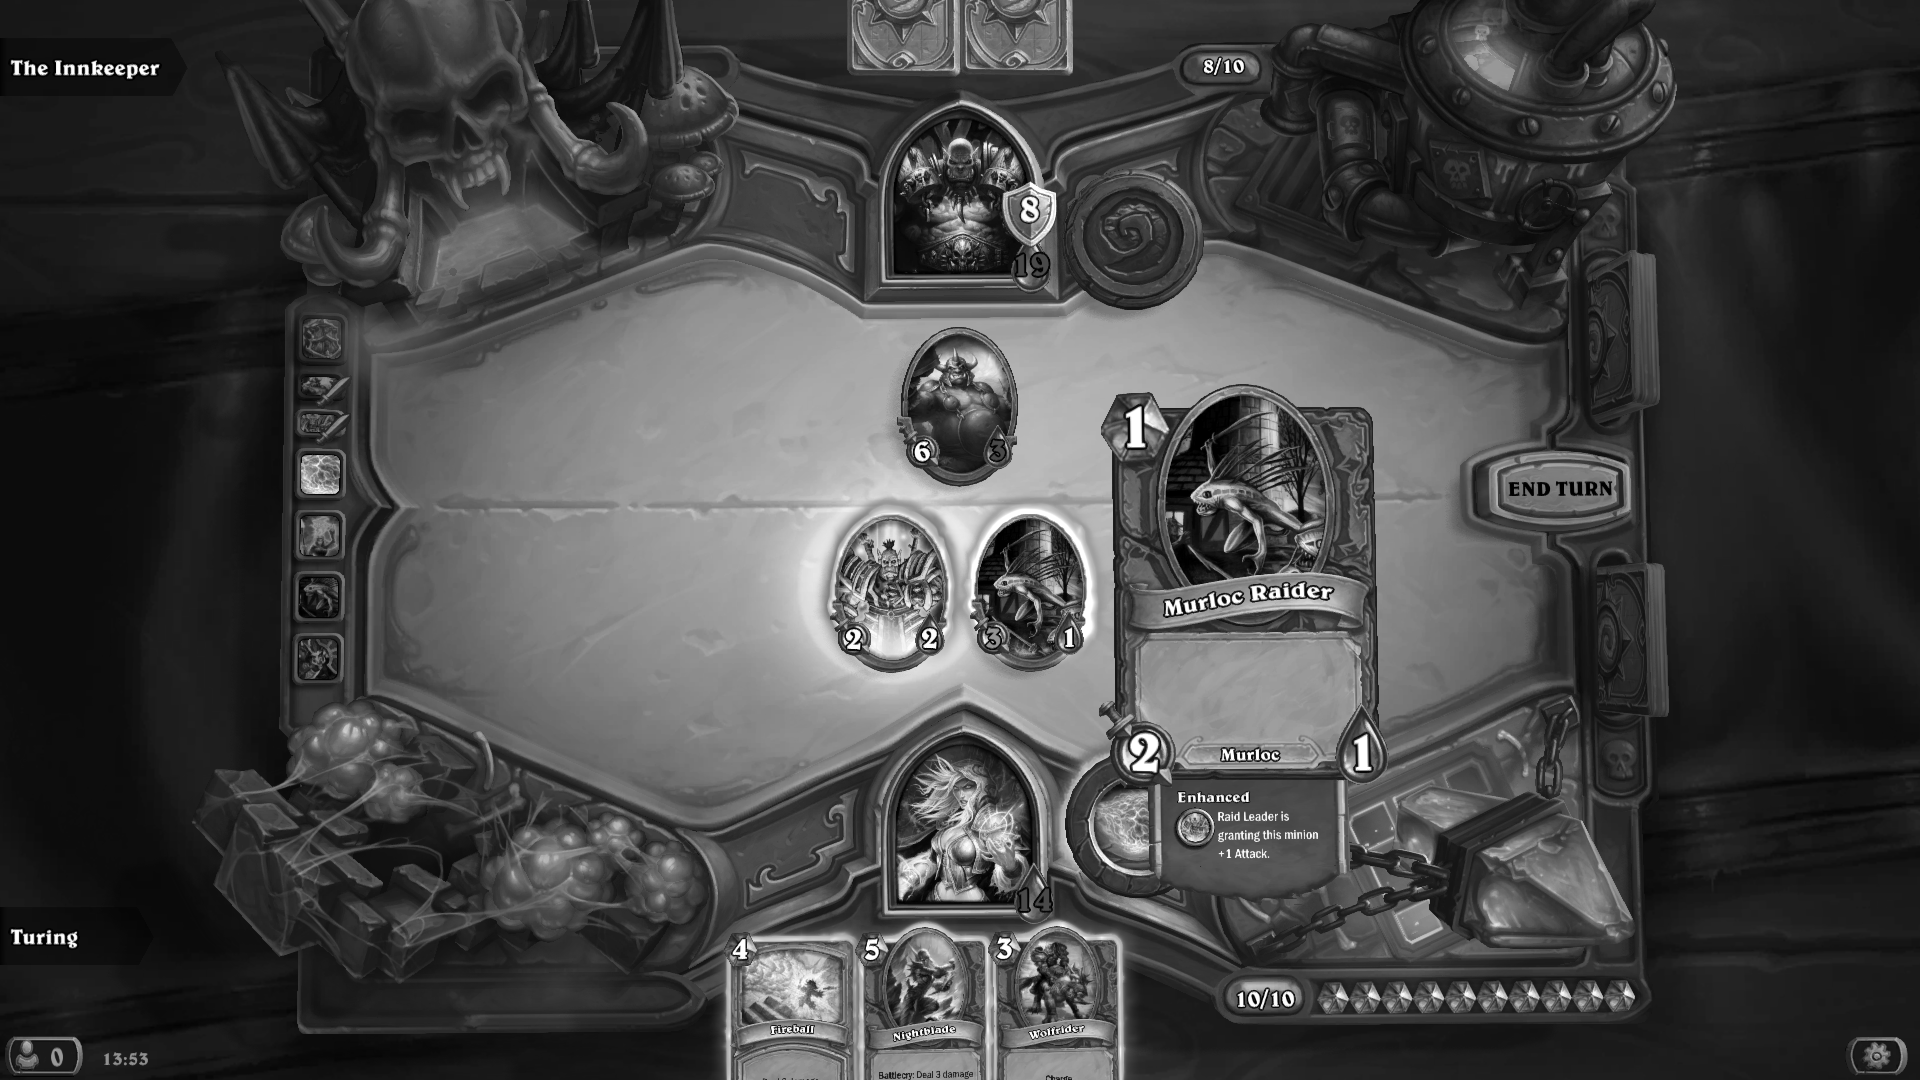 The Innkeeper
8/10
8
19
6
3
1
END TURN
Murloc Raider
2
2
3
1
2
Murloc
1
Enhanced
Raid Leader is
granting this minion
+1 Attack.
14
Turing
4
5
3
10/10
Fireball
Nightblade
Wolfrider
Battlecry: Deal 3 damage
Charge
0
13:53